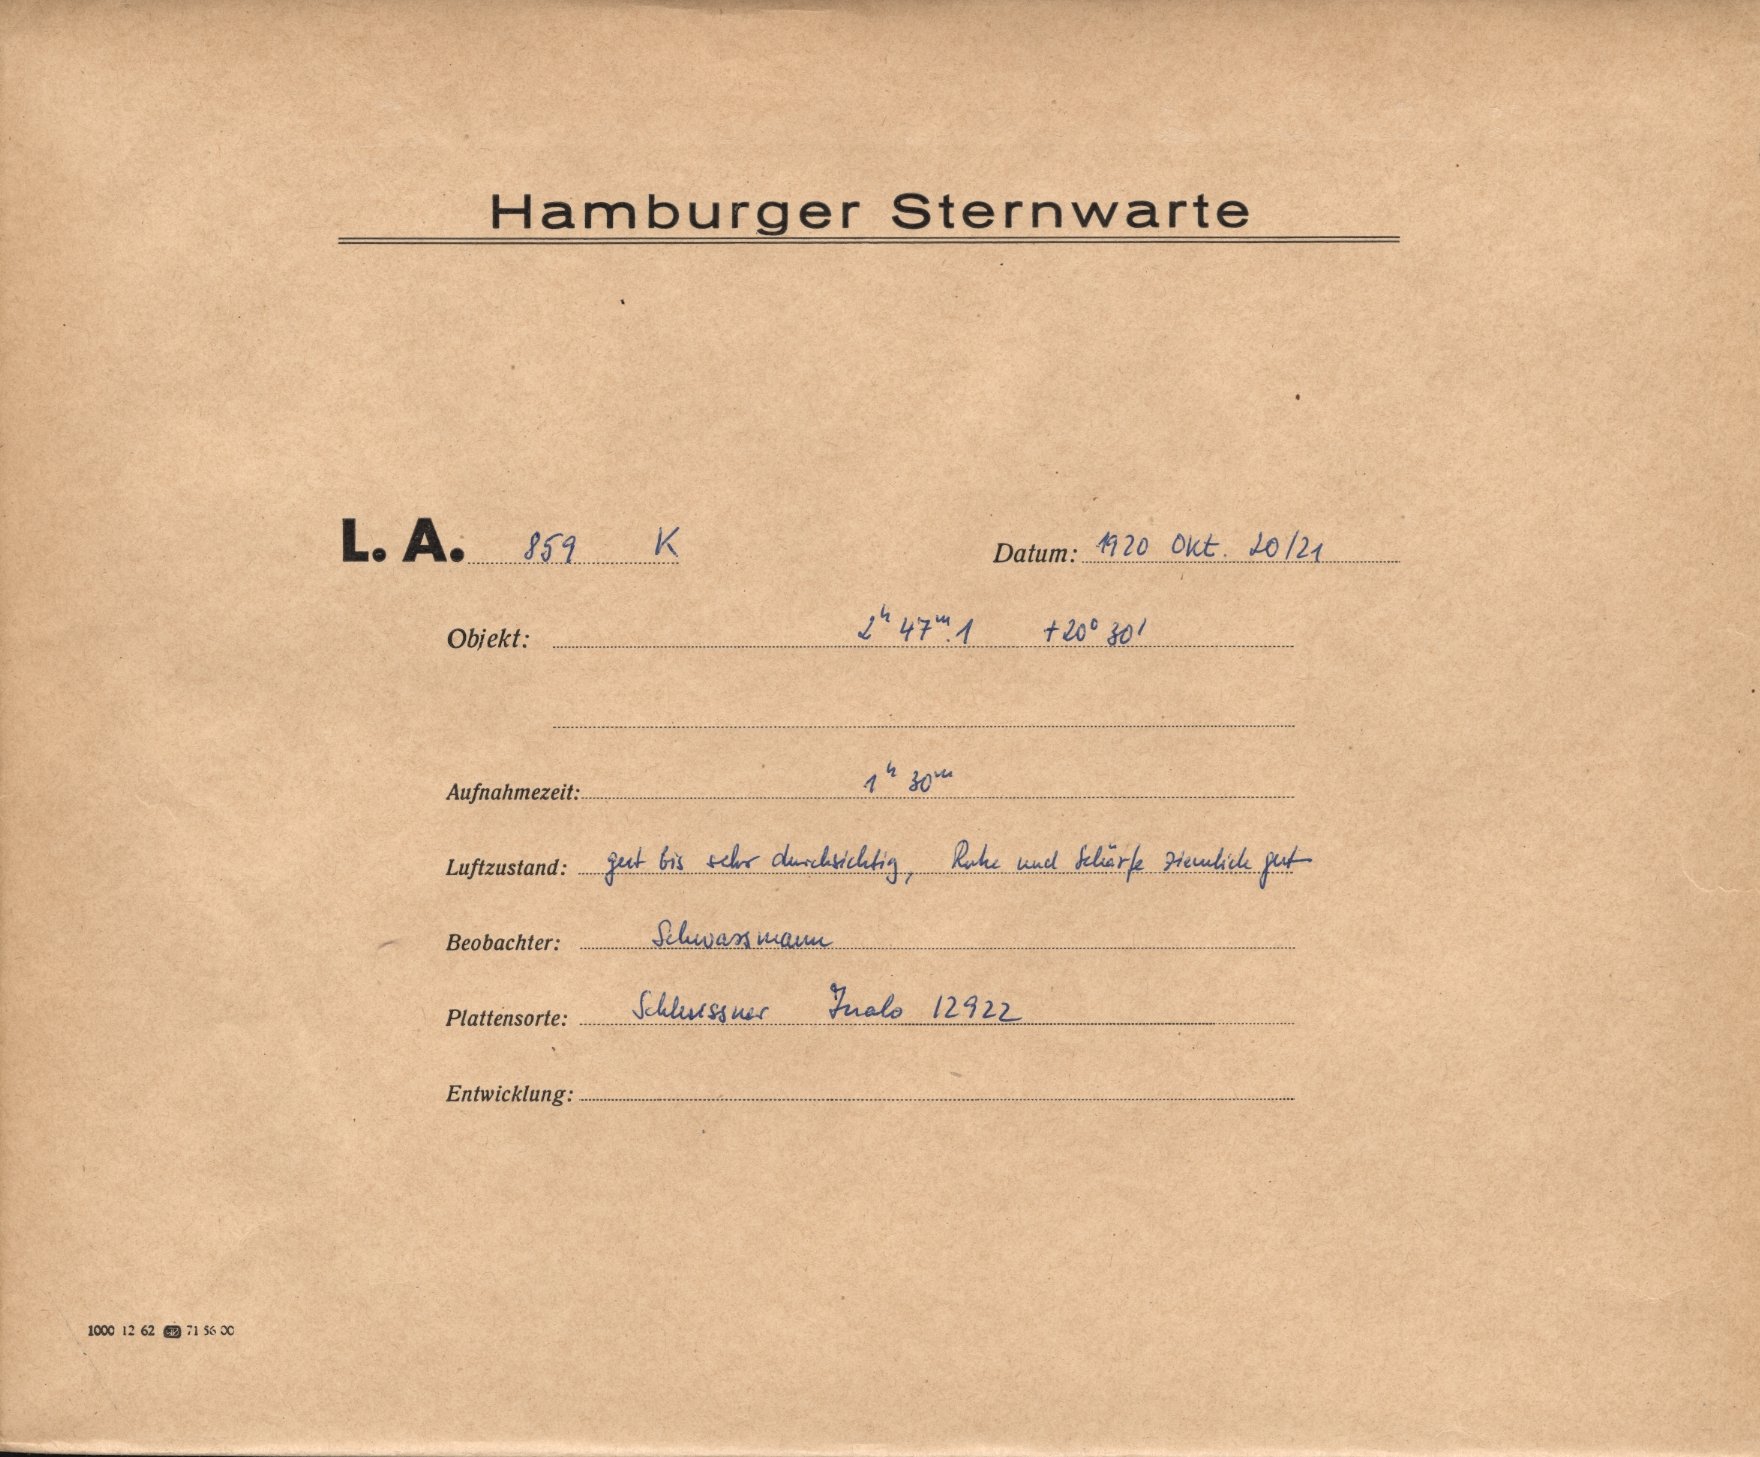 Hamburger Sternwarte
L. A. 859 K Datum: 1920 Okt. 20/21
Objekt: 2ʰ 47ᵐ.1 +20° 30'
Aufnahmezeit: 1ʰ 30ᵐ
Luftzustand: gut bis sehr durchsichtig, Ruhe und Schärfe ziemlich gut
Beobachter: Schwassmann
Plattensorte: Schleussner Inalo 12922
Entwicklung:
1000 12 62 71 56 00